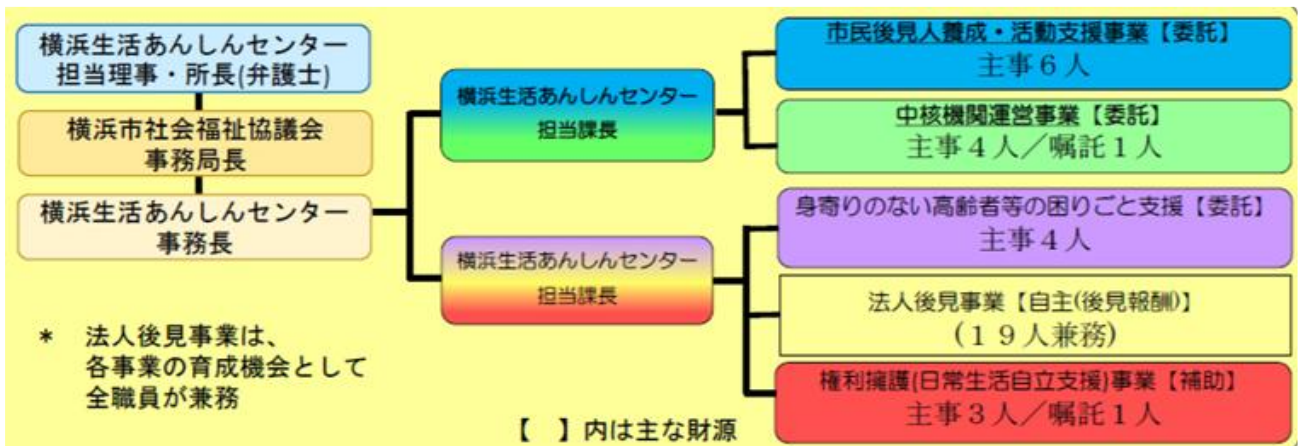 横浜生活あんしんセンター
担当理事・所長(弁護士)
横浜市社会福祉協議会
事務局長
横浜生活あんしんセンター
事務長
＊　法人後見事業は、
各事業の育成機会として
全職員が兼務
横浜生活あんしんセンター
担当課長
横浜生活あんしんセンター
担当課長
市民後見人養成・活動支援事業【委託】
主事６人
中核機関運営事業【委託】
主事４人／嘱託１人
身寄りのない高齢者等の困りごと支援【委託】
主事４人
法人後見事業【自主(後見報酬)】
(１９人兼務)
権利擁護(日常生活自立支援)事業【補助】
主事３人／嘱託１人
【　】内は主な財源